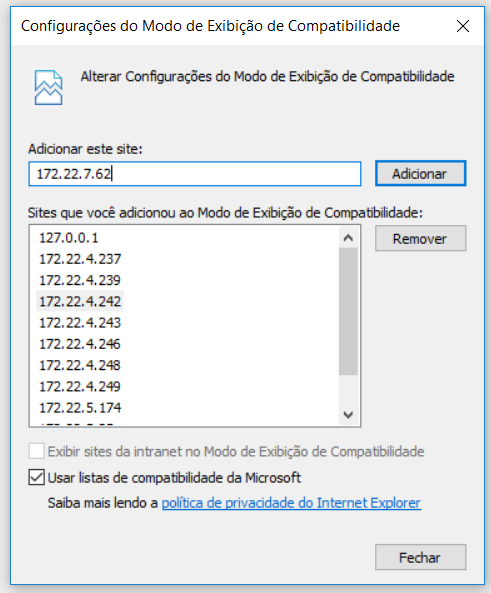 Configurações do Modo de Exibição de Compatibilidade
Alterar Configurações do Modo de Exibição de Compatibilidade
Adicionar este site:
172.22.7.62
Adicionar
Sites que você adicionou ao Modo de Exibição de Compatibilidade:
Remover
127.0.0.1
172.22.4.237
172.22.4.239
172.22.4.242
172.22.4.243
172.22.4.246
172.22.4.248
172.22.4.249
172.22.5.174
Exibir sites da intranet no Modo de Exibição de Compatibilidade
Usar listas de compatibilidade da Microsoft
Saiba mais lendo a política de privacidade do Internet Explorer
Fechar